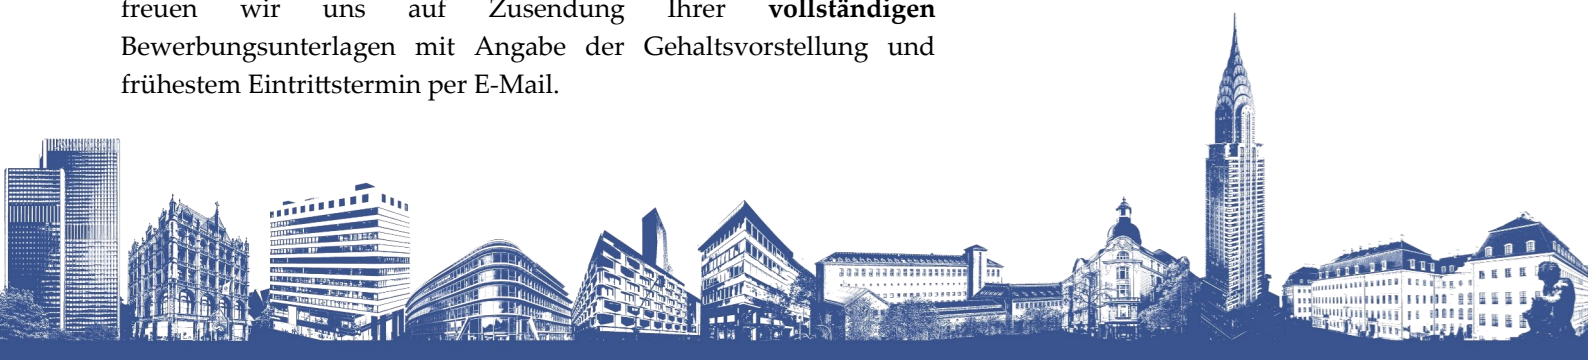 freuen wir uns auf Zusendung Ihrer vollständigen
Bewerbungsunterlagen mit Angabe der Gehaltsvorstellung und
frühestem Eintrittstermin per E-Mail.